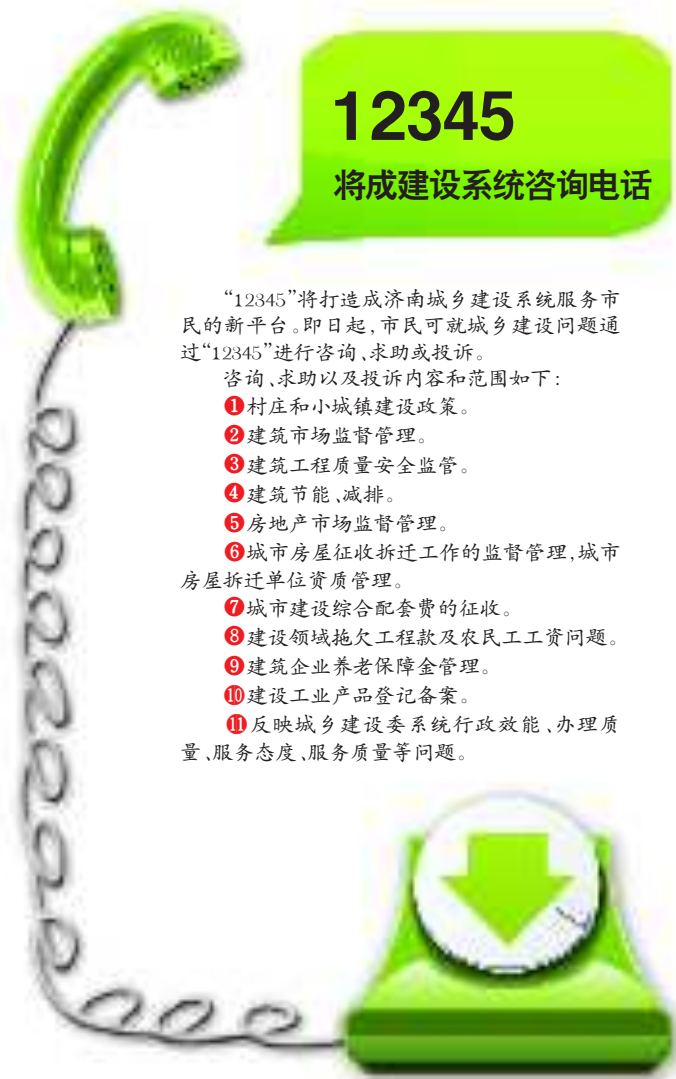 12345
将成建设系统咨询电话
“12345”将打造成济南城乡建设系统服务市
民的新平台。即日起,市民可就城乡建设问题通
过“12345”进行咨询、求助或投诉。
咨询、求助以及投诉内容和范围如下:
❶村庄和小城镇建设政策。
❷建筑市场监督管理。
❸建筑工程质量安全监管。
❹建筑节能、减排。
❺房地产市场监督管理。
❻城市房屋征收拆迁工作的监督管理,城市
房屋拆迁单位资质管理。
❼城市建设综合配套费的征收。
❽建设领域拖欠工程款及农民工工资问题。
❾建筑企业养老保障金管理。
❿建设工业产品登记备案。
⓫反映城乡建设委系统行政效能、办理质
量、服务态度、服务质量等问题。